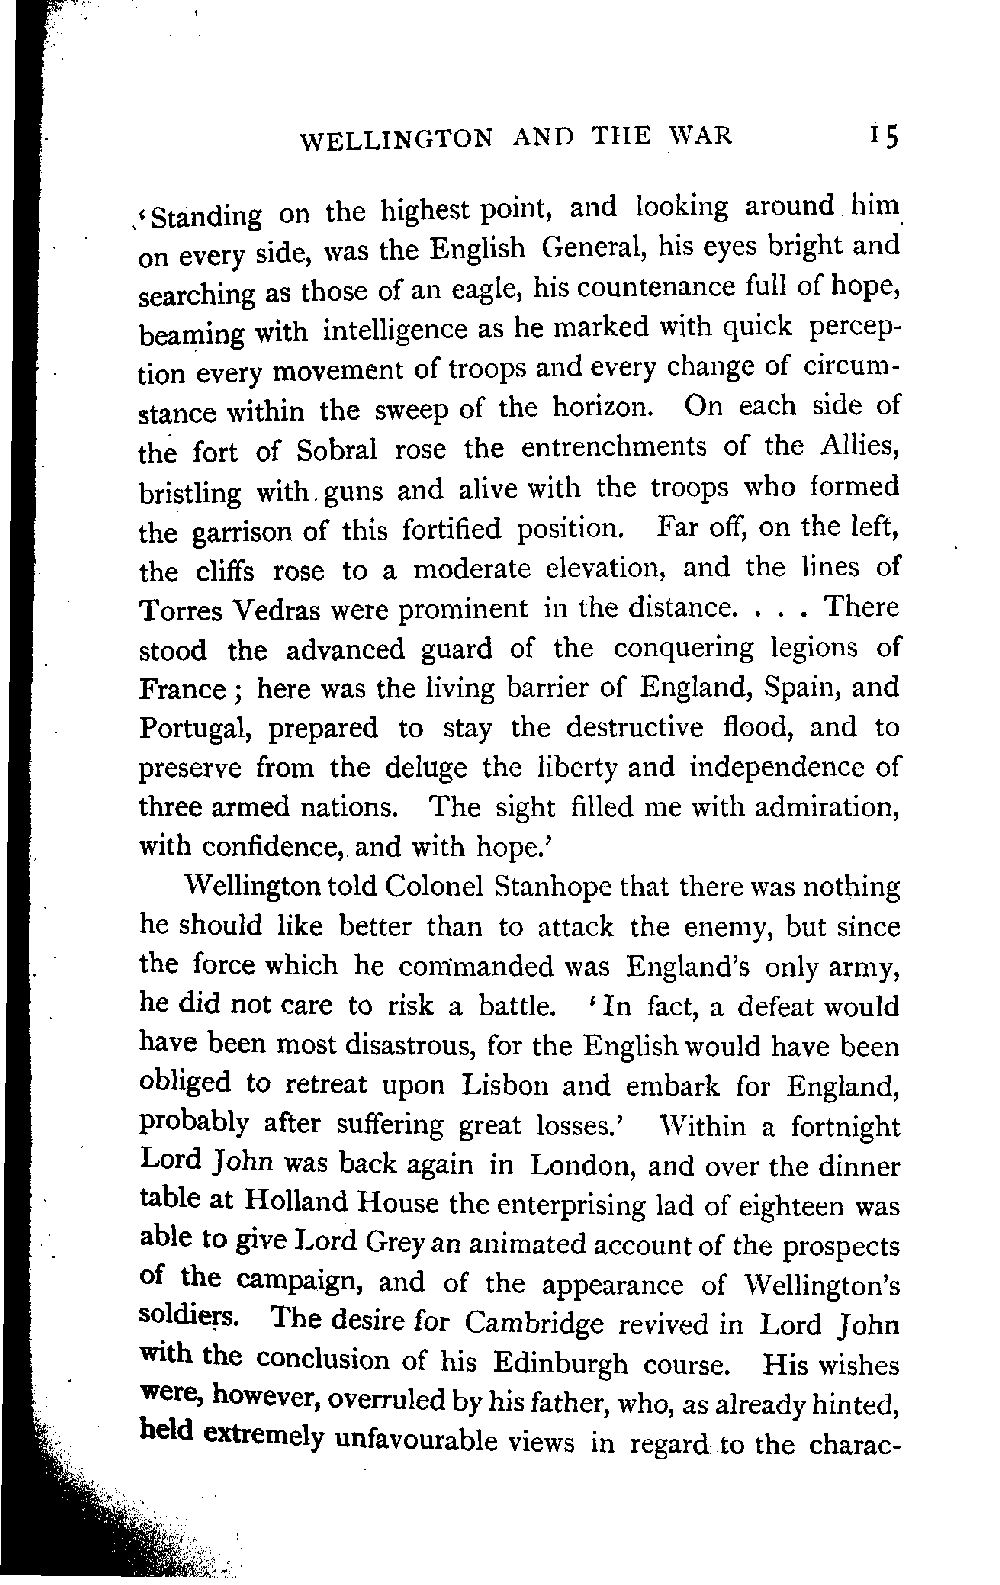 WELLINGTON AND THE WAR 15
'Standing on the highest point, and looking around him
on every side, was the English General, his eyes bright and
searching as those of an eagle, his countenance full of hope,
beaming with intelligence as he marked with quick percep-
tion every movement of troops and every change of circum-
stance within the sweep of the horizon. On each side of
the fort of Sobral rose the entrenchments of the Allies,
bristling with guns and alive with the troops who formed
the garrison of this fortified position. Far off, on the left,
the cliffs rose to a moderate elevation, and the lines of
Torres Vedras were prominent in the distance. . . . There
stood the advanced guard of the conquering legions of
France; here was the living barrier of England, Spain, and
Portugal, prepared to stay the destructive flood, and to
preserve from the deluge the liberty and independence of
three armed nations. The sight filled me with admiration,
with confidence, and with hope.'
Wellington told Colonel Stanhope that there was nothing
he should like better than to attack the enemy, but since
the force which he commanded was England's only army,
he did not care to risk a battle. 'In fact, a defeat would
have been most disastrous, for the English would have been
obliged to retreat upon Lisbon and embark for England,
probably after suffering great losses.' Within a fortnight
Lord John was back again in London, and over the dinner
table at Holland House the enterprising lad of eighteen was
able to give Lord Grey an animated account of the prospects
of the campaign, and of the appearance of Wellington's
soldiers. The desire for Cambridge revived in Lord John
with the conclusion of his Edinburgh course. His wishes
were, however, overruled by his father, who, as already hinted,
held extremely unfavourable views in regard to the charac-